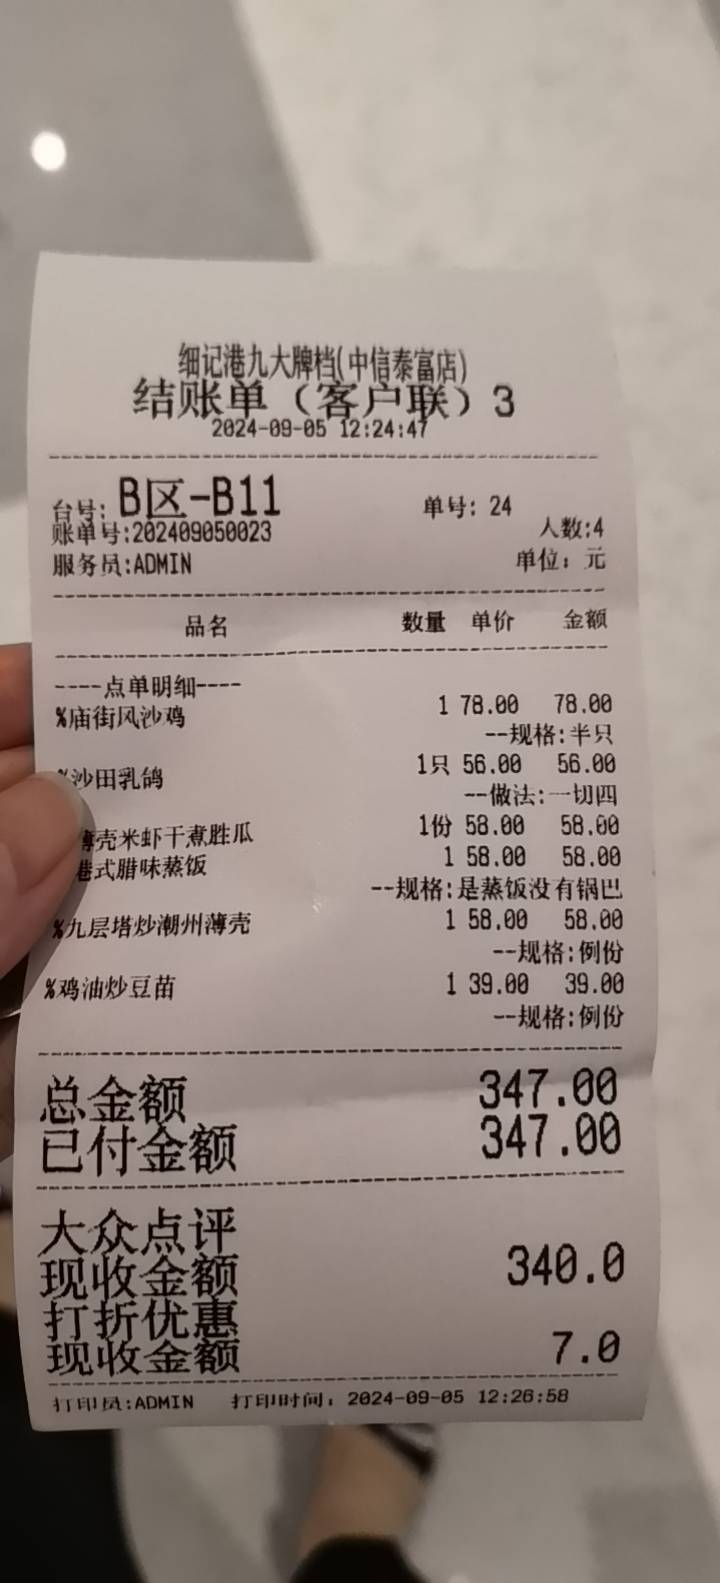 细记港九大牌档(中信泰富店)
结账单（客户联）3
2024-09-05 12:24:47
台号: B区-B11 单号: 24
账单号:202409050023 人数:4
服务员:ADMIN 单位: 元
品名 数量 单价 金额
----点单明细----
%庙街风沙鸡 1 78.00 78.00
--规格:半只
%沙田乳鸽 1只 56.00 56.00
--做法:一切四
薄壳米虾干煮胜瓜 1份 58.00 58.00
港式腊味蒸饭 1 58.00 58.00
--规格:是蒸饭没有锅巴
%九层塔炒潮州薄壳 1 58.00 58.00
--规格:例份
%鸡油炒豆苗 1 39.00 39.00
--规格:例份
总金额 347.00
已付金额 347.00
大众点评
现收金额 340.0
打折优惠
现收金额 7.0
打印员:ADMIN 打印时间: 2024-09-05 12:26:58